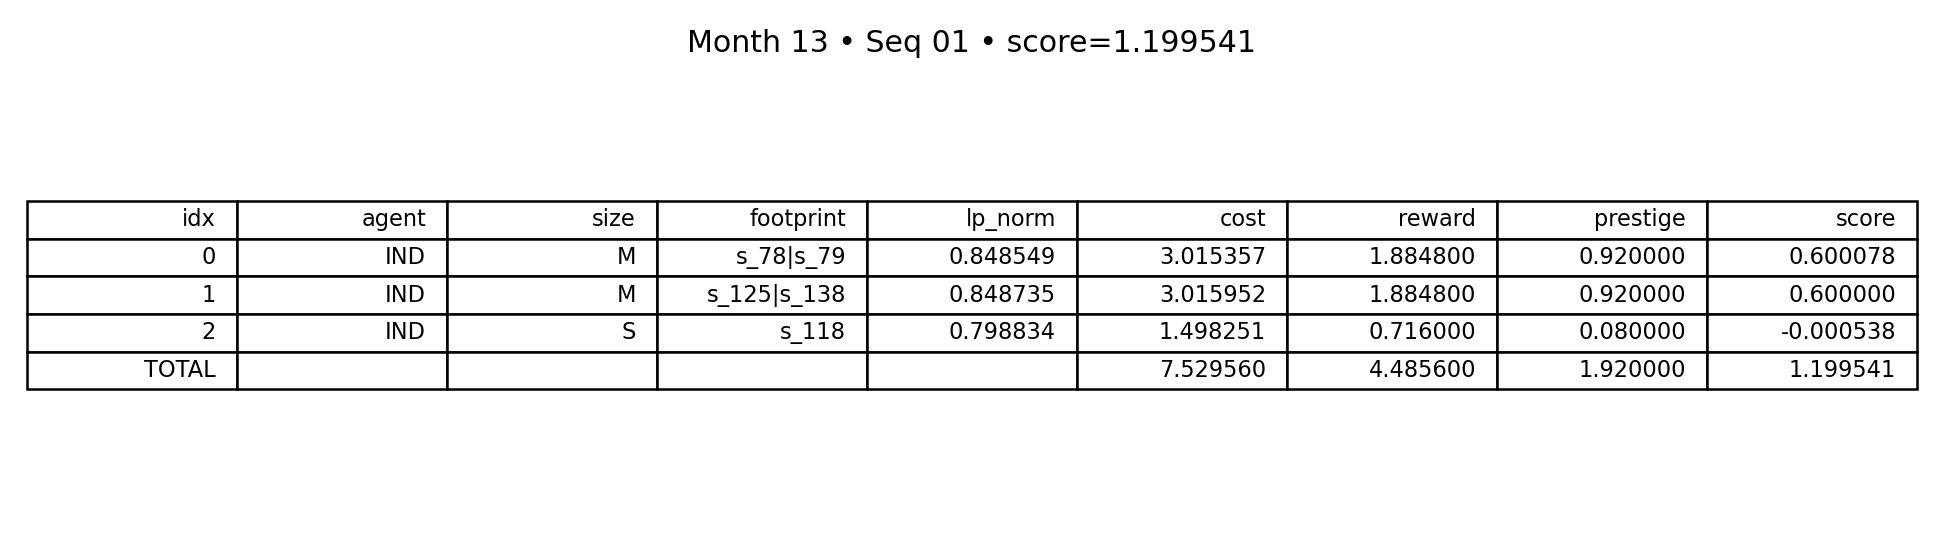 Month 13 • Seq 01 • score=1.199541
idx agent size footprint lp_norm cost reward prestige score
0 IND M s_78|s_79 0.848549 3.015357 1.884800 0.920000 0.600078
1 IND M s_125|s_138 0.848735 3.015952 1.884800 0.920000 0.600000
2 IND S s_118 0.798834 1.498251 0.716000 0.080000 -0.000538
TOTAL 7.529560 4.485600 1.920000 1.199541